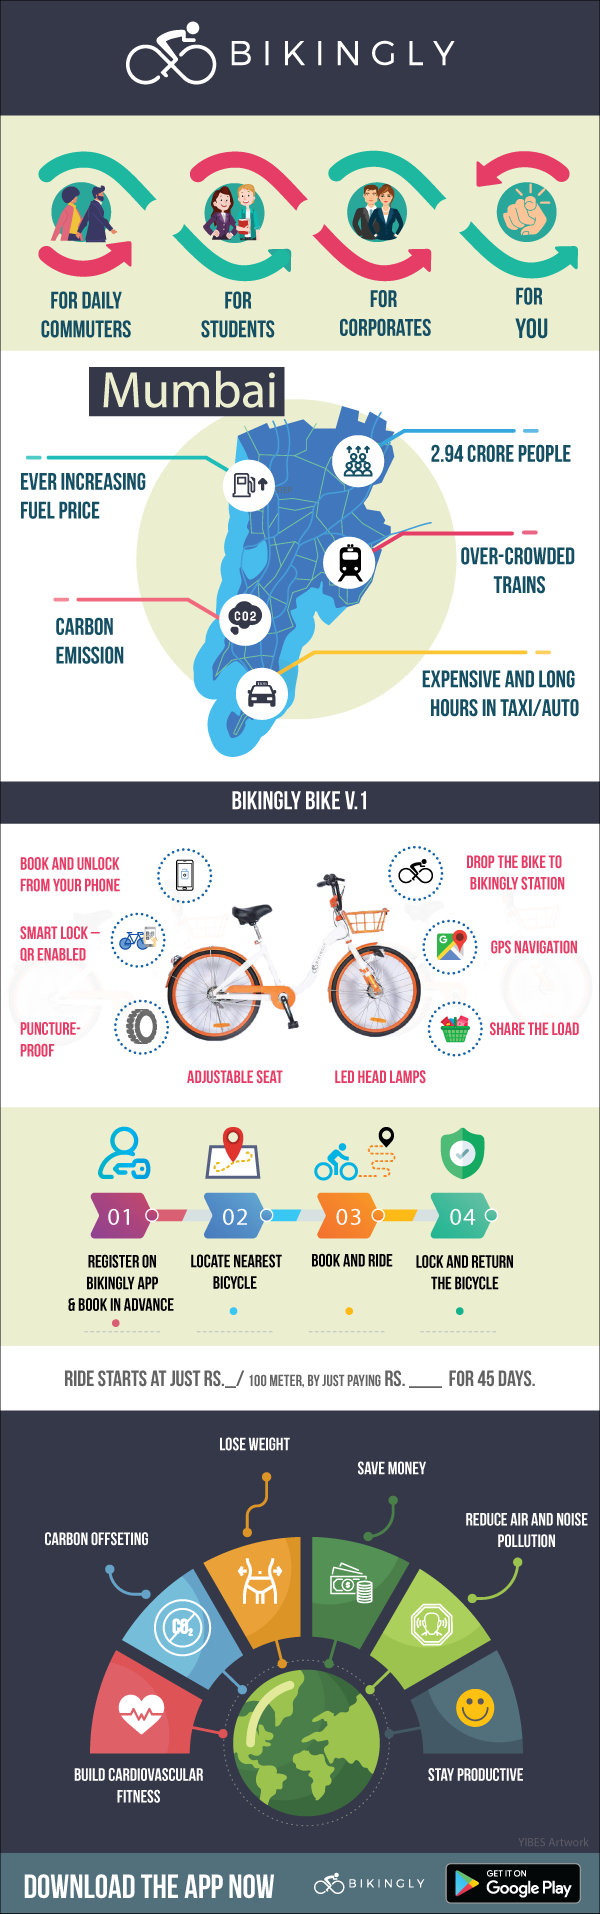 BIKINGLY
FOR DAILY
COMMUTERS
FOR
STUDENTS
FOR
CORPORATES
FOR
YOU
Mumbai
2.94 CRORE PEOPLE
EVER INCREASING
FUEL PRICE
OVER-CROWDED
TRAINS
CO2
CARBON
EMISSION
EXPENSIVE AND LONG
HOURS IN TAXI/AUTO
BIKINGLY BIKE V.1
BOOK AND UNLOCK
FROM YOUR PHONE
DROP THE BIKE TO
BIKINGLY STATION
SMART LOCK –
QR ENABLED
G
GPS NAVIGATION
PUNCTURE-
PROOF
SHARE THE LOAD
ADJUSTABLE SEAT
LED HEAD LAMPS
01
02
03
04
REGISTER ON
BIKINGLY APP
& BOOK IN ADVANCE
LOCATE NEAREST
BICYCLE
BOOK AND RIDE
LOCK AND RETURN
THE BICYCLE
RIDE STARTS AT JUST RS._/ 100 METER, BY JUST PAYING RS. ___ FOR 45 DAYS.
LOSE WEIGHT
SAVE MONEY
CARBON OFFSETING
REDUCE AIR AND NOISE
POLLUTION
CO2
BUILD CARDIOVASCULAR
FITNESS
STAY PRODUCTIVE
YIBES Artwork
DOWNLOAD THE APP NOW
BIKINGLY
GET IT ON
Google Play